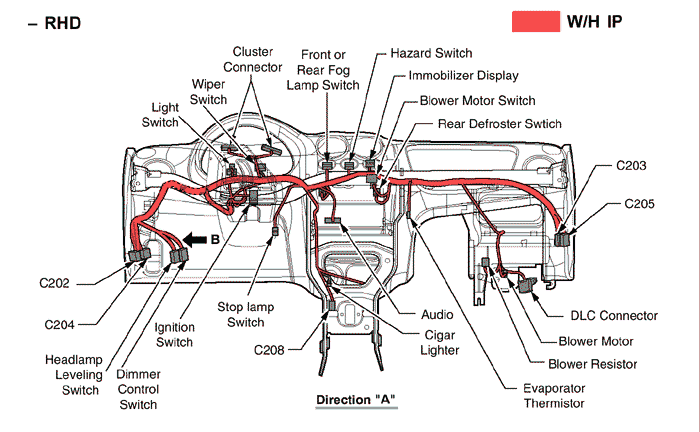 – RHD
W/H IP
Cluster
Connector
Front or
Rear Fog
Lamp Switch
Hazard Switch
Immobilizer Display
Wiper
Switch
Blower Motor Switch
Light
Switch
Rear Defroster Swtich
C203
C205
B
C202
C204
Stop lamp
Switch
Ignition
Switch
Audio
DLC Connector
C208
Cigar
Lighter
Blower Motor
Headlamp
Leveling
Switch
Dimmer
Control
Switch
Blower Resistor
Evaporator
Thermistor
Direction "A"